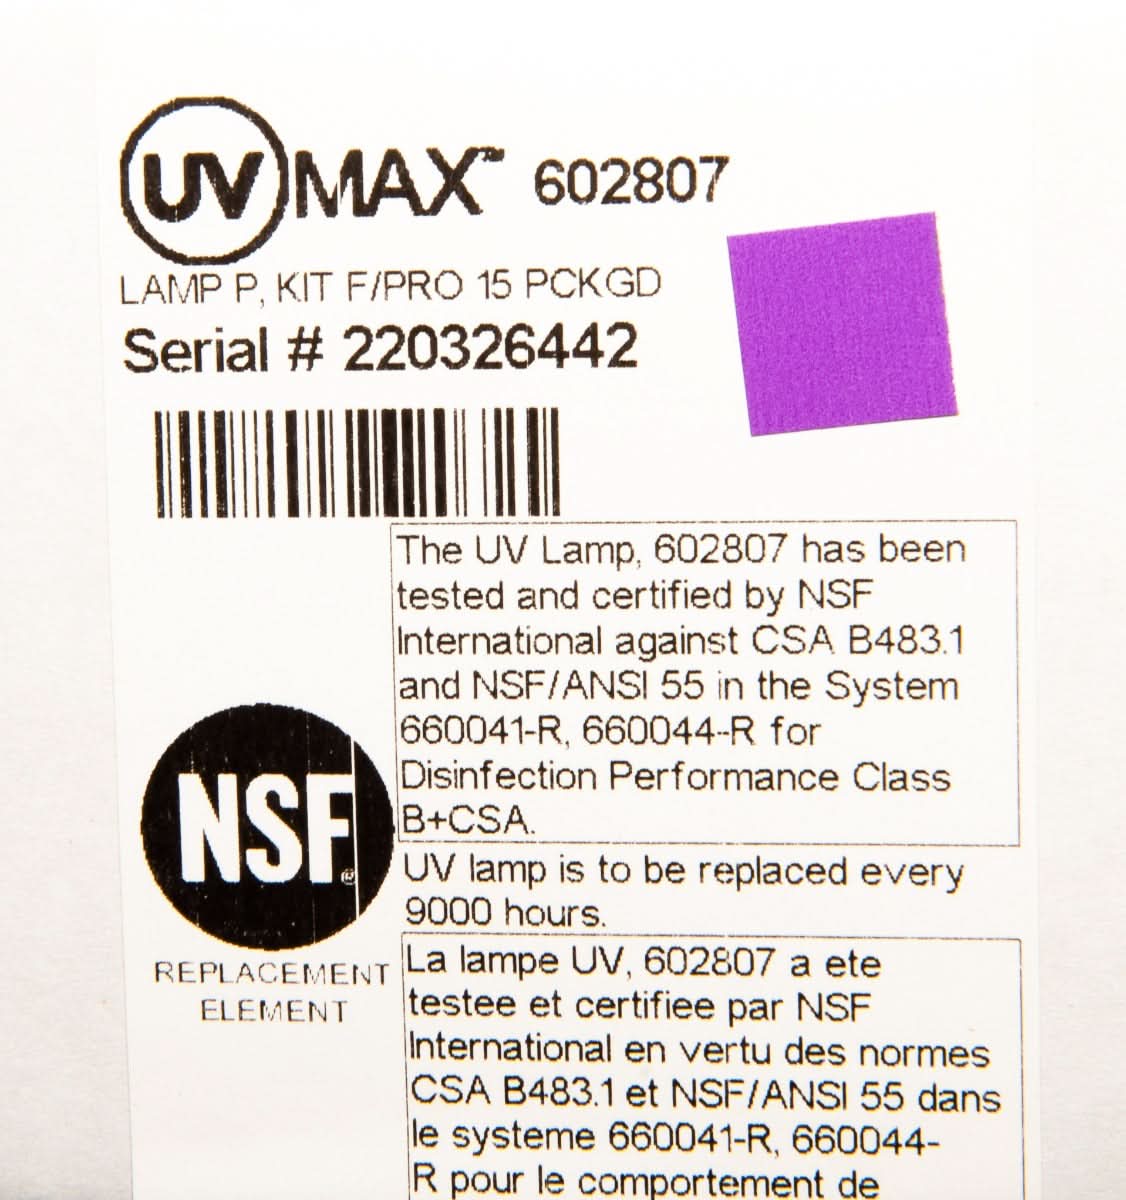 UV MAX™ 602807
LAMP P, KIT F/PRO 15 PCKGD
Serial # 220326442
The UV Lamp, 602807 has been
tested and certified by NSF
International against CSA B483.1
and NSF/ANSI 55 in the System
660041-R, 660044-R for
Disinfection Performance Class
B+CSA.
UV lamp is to be replaced every
9000 hours.
NSF®
REPLACEMENT
ELEMENT
La lampe UV, 602807 a ete
testee et certifiee par NSF
International en vertu des normes
CSA B483.1 et NSF/ANSI 55 dans
le systeme 660041-R, 660044-
R pour le comportement de